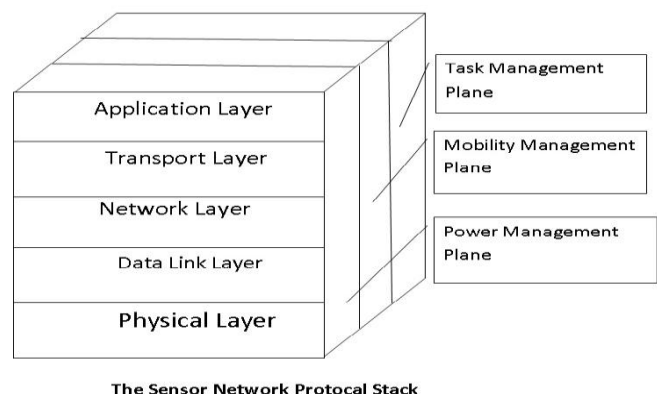 Application Layer
Transport Layer
Network Layer
Data Link Layer
Physical Layer
Task Management
Plane
Mobility Management
Plane
Power Management
Plane
The Sensor Network Protocal Stack